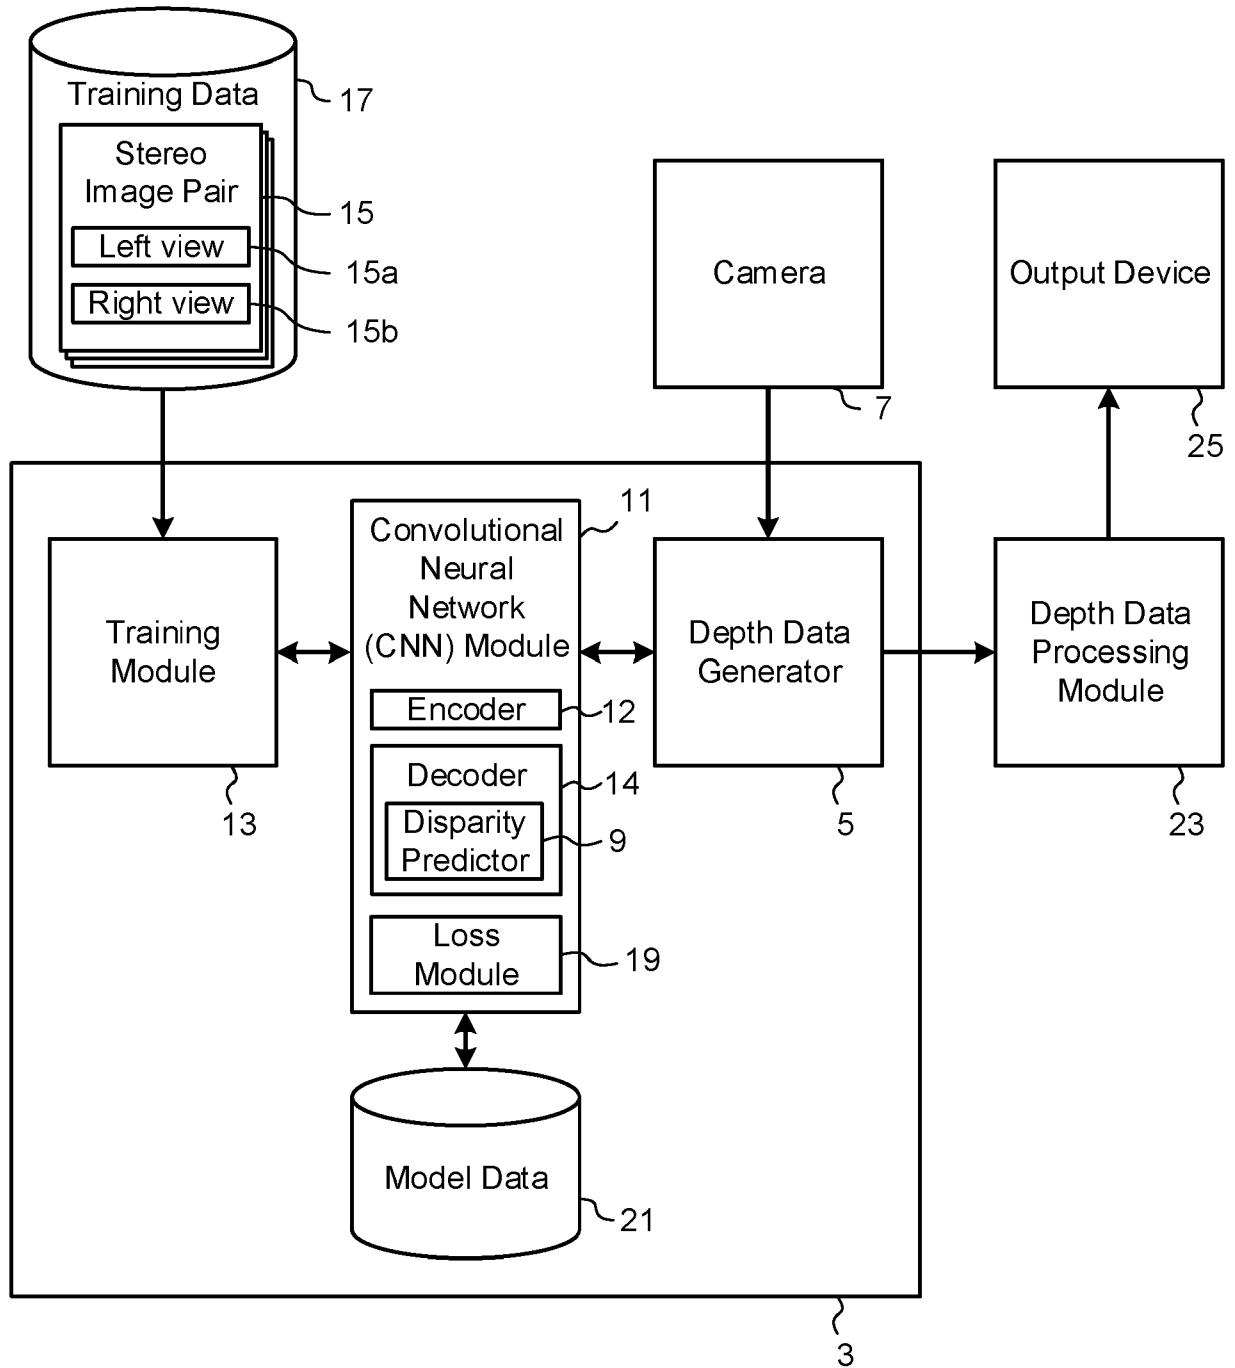 Training Data
17
Stereo
Image Pair
15
Left view
15a
Right view
15b
Camera
7
Output Device
25
Training
Module
13
11
Convolutional
Neural
Network
(CNN) Module
Encoder
12
Decoder
14
Disparity
Predictor
9
Loss
Module
19
Depth Data
Generator
5
Depth Data
Processing
Module
23
Model Data
21
3